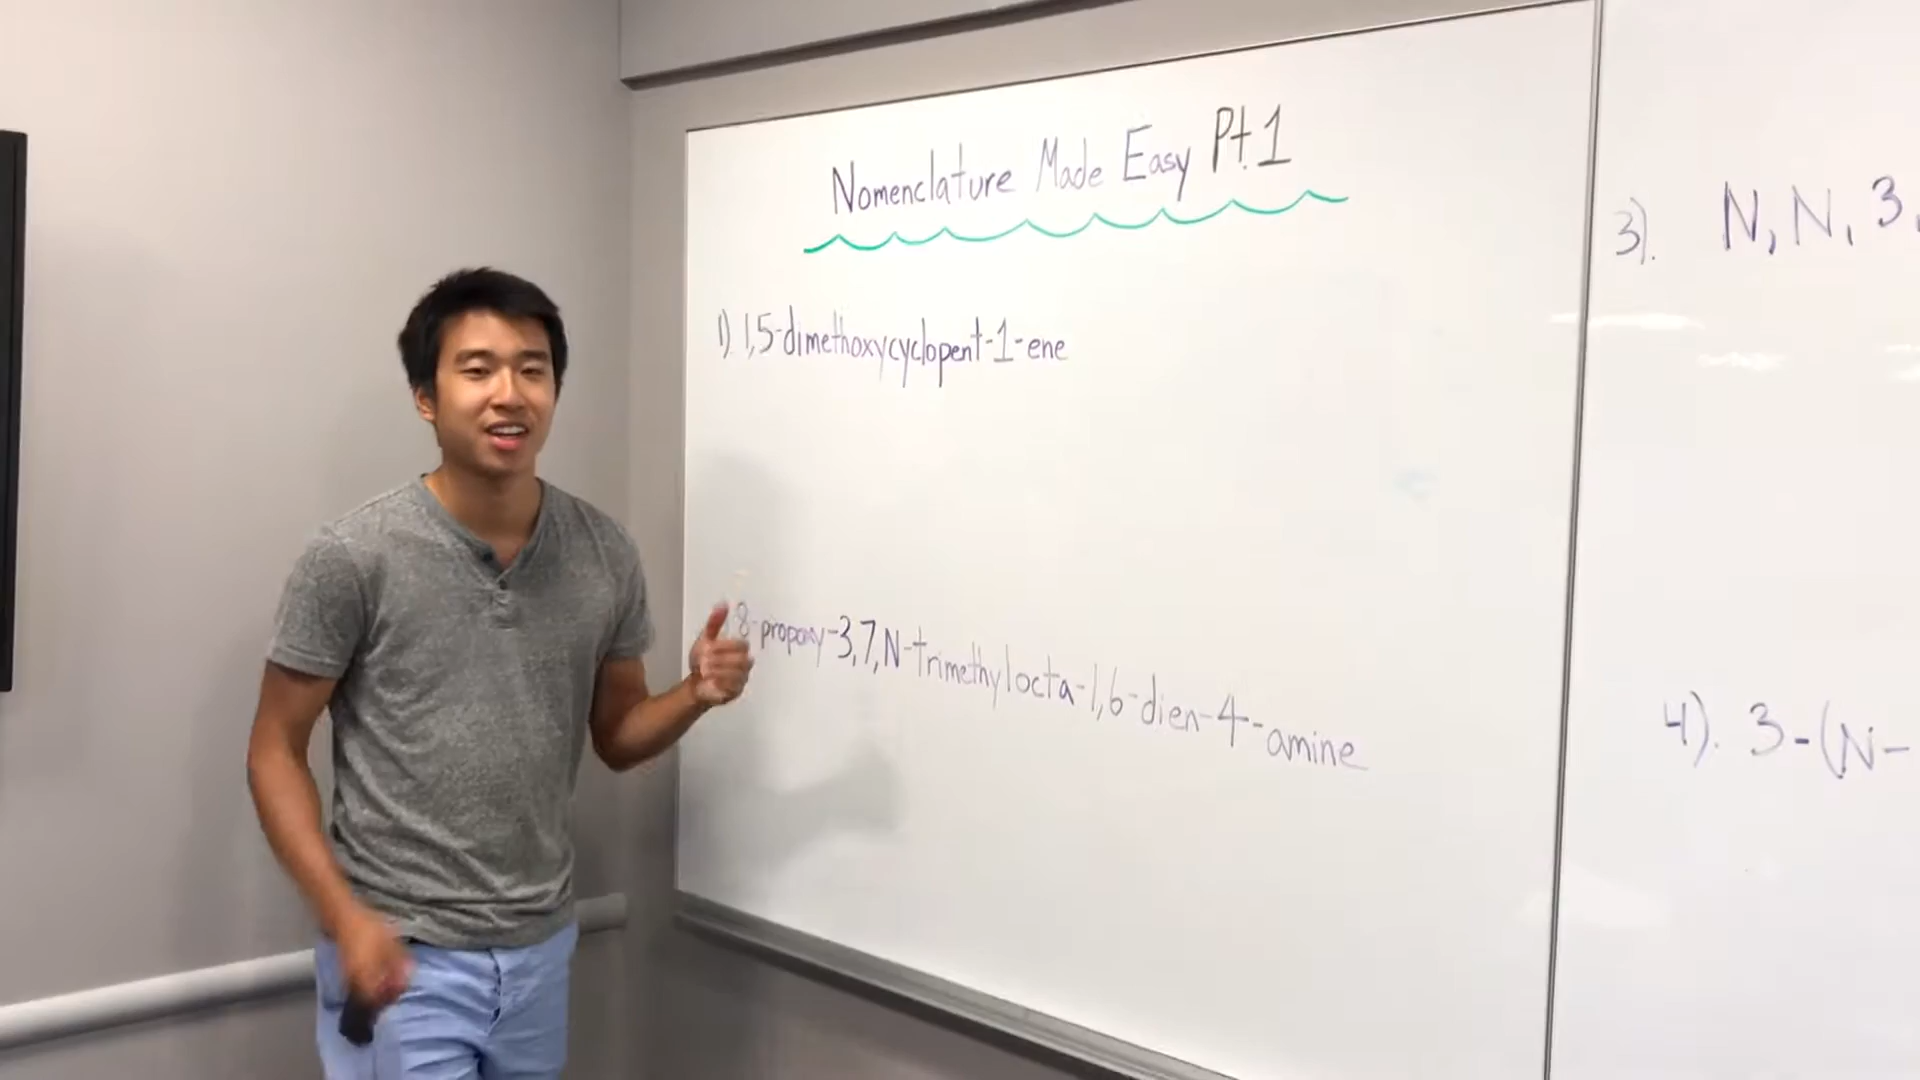 Nomenclature Made Easy Pt.1
1) 1,5-dimethoxycyclopent-1-ene
8-propoxy-3,7,N-trimethylocta-1,6-dien-4-amine
3). N, N, 3,
4). 3-(N-